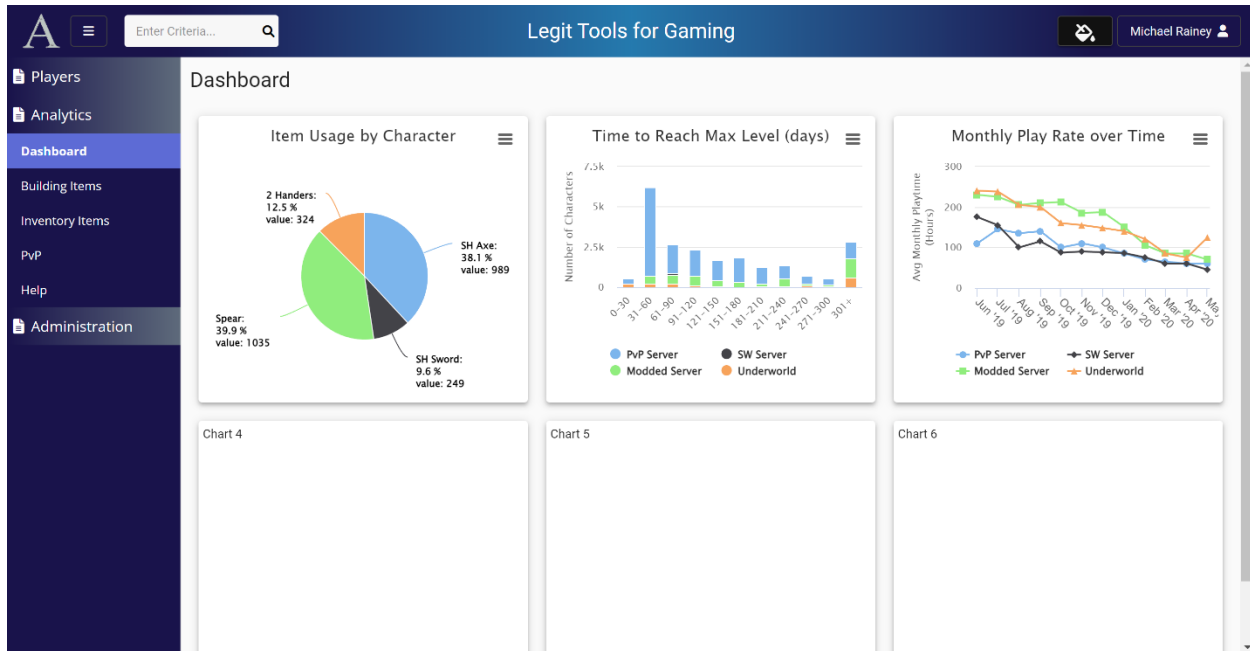 A
Enter Criteria...
Legit Tools for Gaming
Michael Rainey
Players
Analytics
Dashboard
Building Items
Inventory Items
PvP
Help
Administration
Dashboard
Item Usage by Character
2 Handers:
12.5 %
value: 324
SH Axe:
38.1 %
value: 989
Spear:
39.9 %
value: 1035
SH Sword:
9.6 %
value: 249
Time to Reach Max Level (days)
Number of Characters
7.5k
5k
2.5k
0
0-30
31-60
61-90
91-120
121-150
151-180
181-210
211-240
241-270
271-300
301+
PvP Server
SW Server
Modded Server
Underworld
Monthly Play Rate over Time
Avg Monthly Playtime
(Hours)
300
200
100
0
Jun '19
Jul '19
Aug '19
Sep '19
Oct '19
Nov '19
Dec '19
Jan '20
Feb '20
Mar '20
Apr '20
Ma
PvP Server
SW Server
Modded Server
Underworld
Chart 4
Chart 5
Chart 6